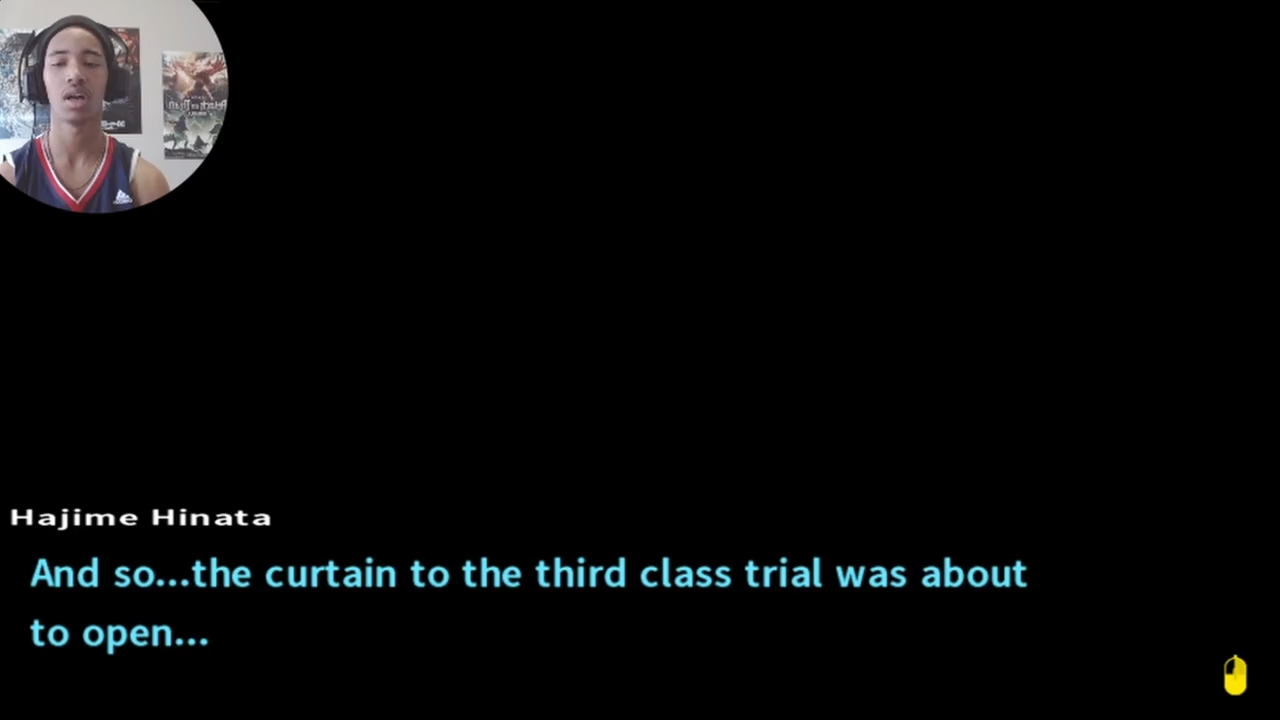 Hajime Hinata
And so...the curtain to the third class trial was about
to open...